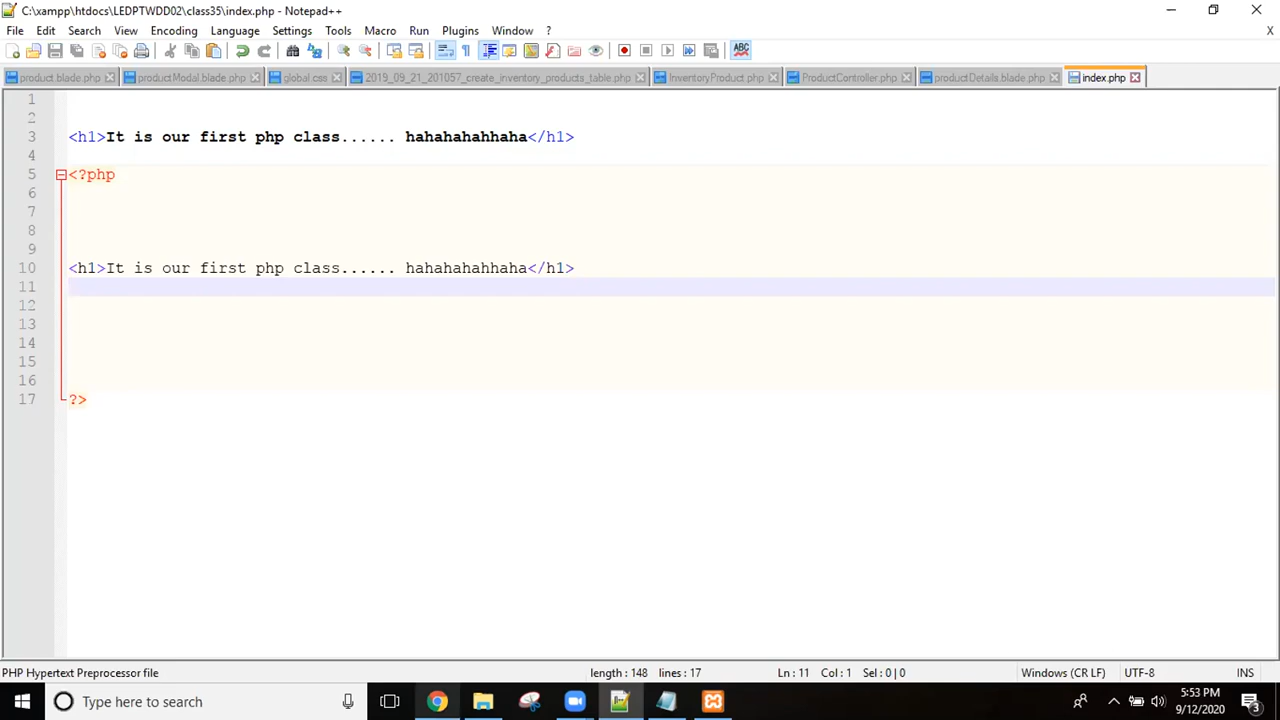 C:\xampp\htdocs\LEDPTWDD02\class35\index.php - Notepad++
File Edit Search View Encoding Language Settings Tools Macro Run Plugins Window ? X
product.blade.php productModal.blade.php global.css 2019_09_21_201057_create_inventory_products_table.php InventoryProduct.php ProductController.php productDetails.blade.php index.php
1
2
3 <h1>It is our first php class...... hahahahahhaha</h1>
4
5 <?php
6
7
8
9
10 <h1>It is our first php class...... hahahahahhaha</h1>
11
12
13
14
15
16
17 ?>
PHP Hypertext Preprocessor file length : 148 lines : 17 Ln : 11 Col : 1 Sel : 0 | 0 Windows (CR LF) UTF-8 INS
Type here to search
5:53 PM
9/12/2020
3